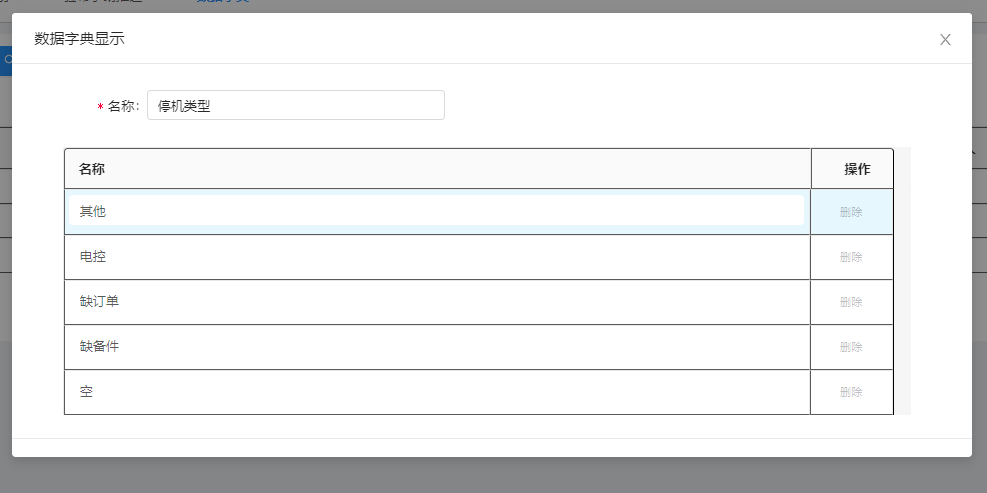 数据字典显示
* 名称:
停机类型
名称 操作
其他 删除
电控 删除
缺订单 删除
缺备件 删除
空 删除